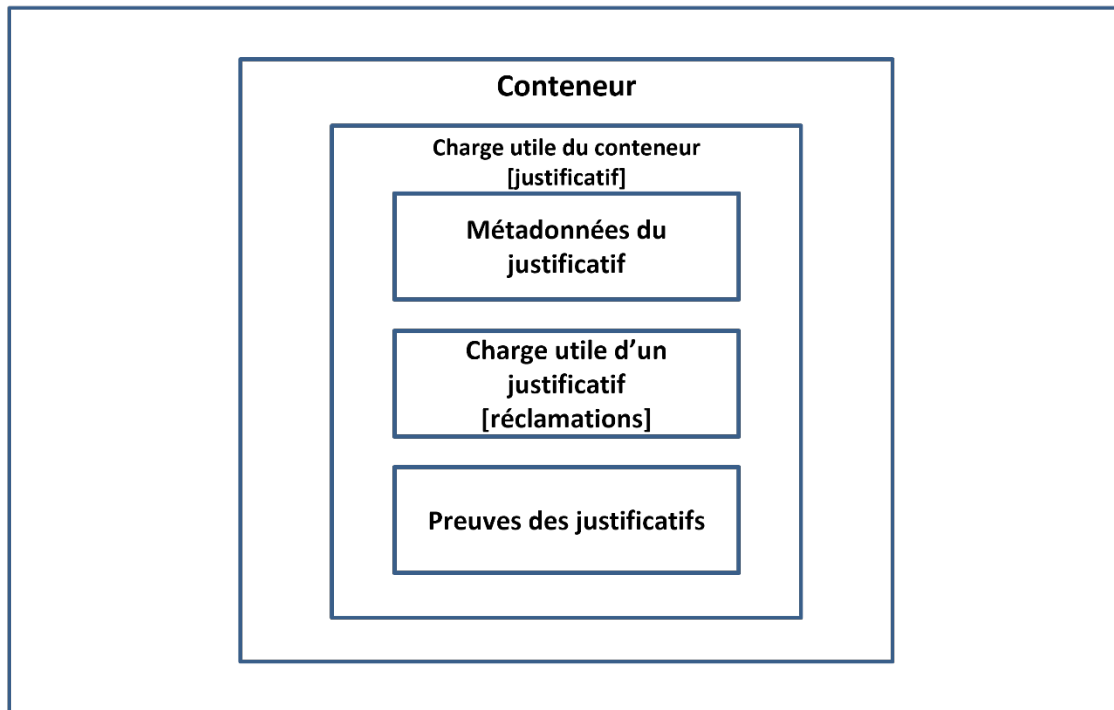 Conteneur
Charge utile du conteneur
[justificatif]
Métadonnées du
justificatif
Charge utile d’un
justificatif
[réclamations]
Preuves des justificatifs